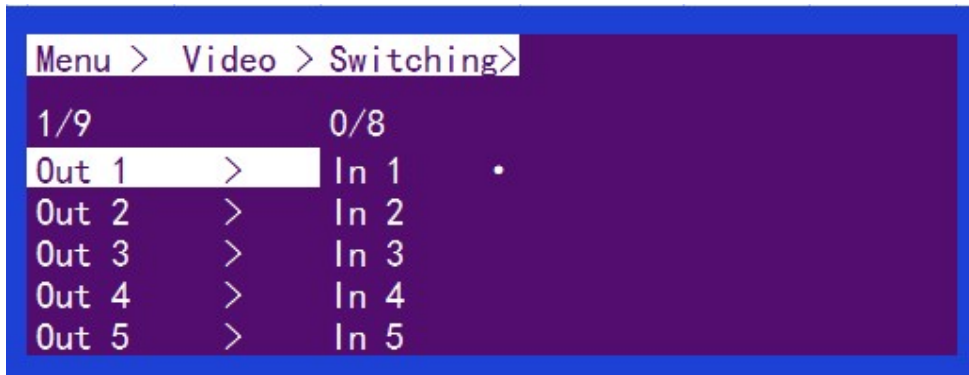 Menu > Video > Switching>
1/9 0/8
Out 1 > In 1 •
Out 2 > In 2
Out 3 > In 3
Out 4 > In 4
Out 5 > In 5